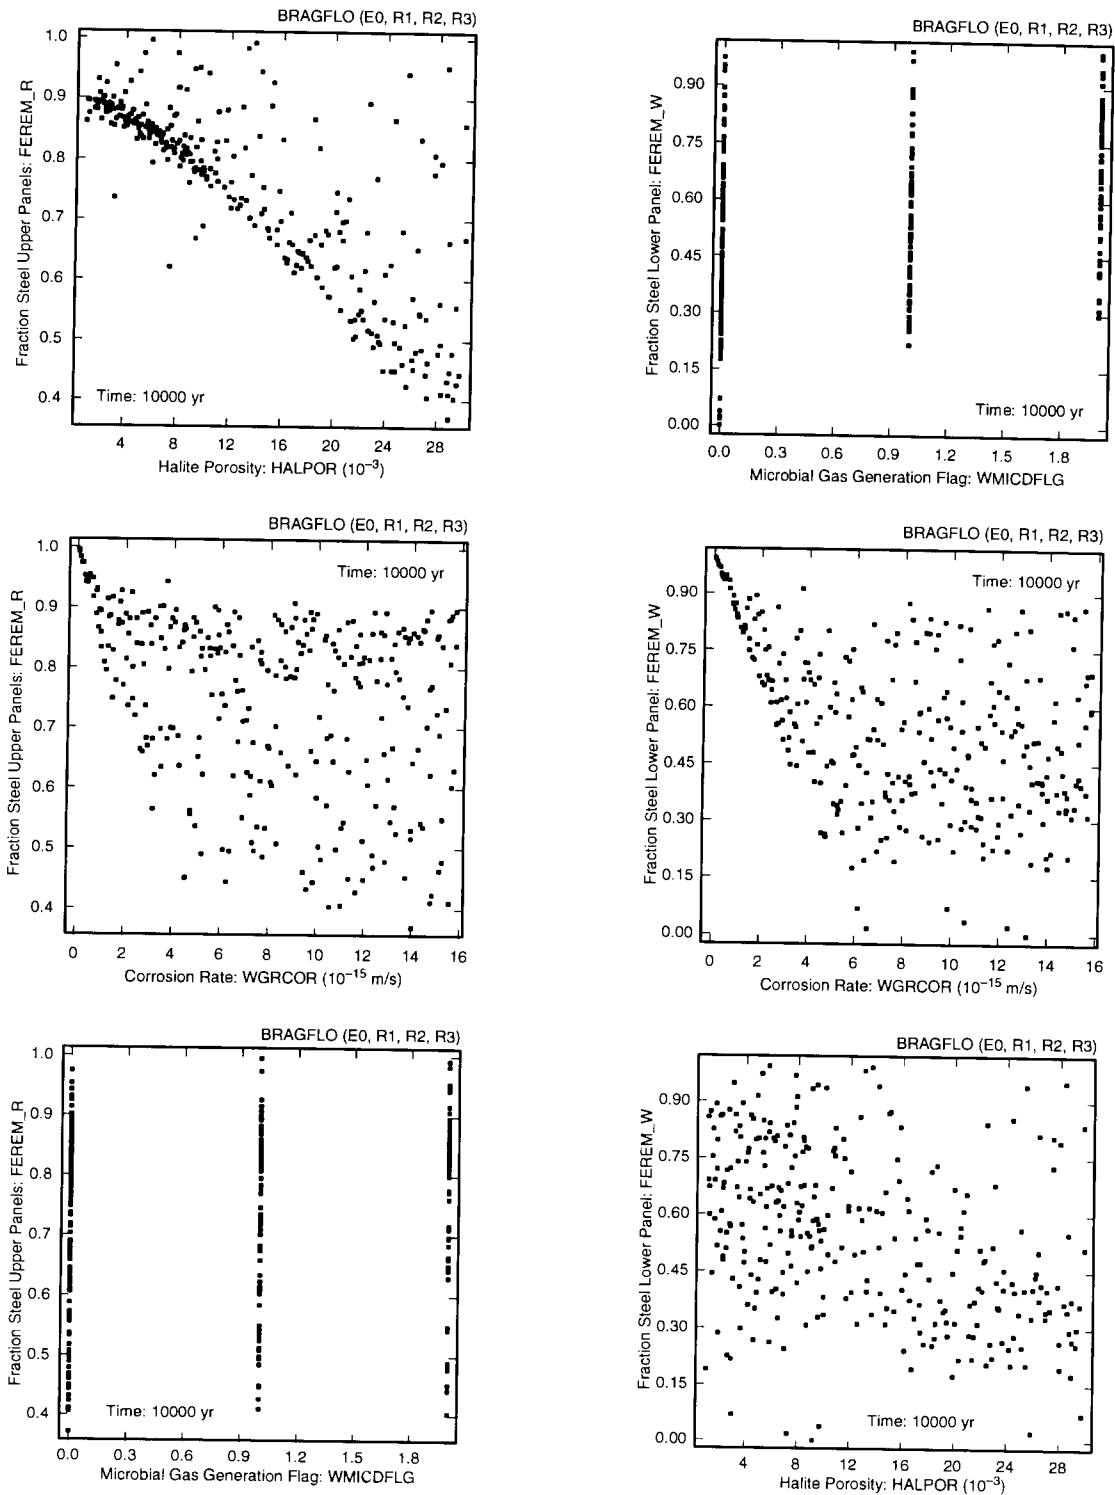 BRAGFLO (E0, R1, R2, R3)
1.0
0.9
0.8
0.7
0.6
0.5
0.4
Fraction Steel Upper Panels: FEREM_R
Time: 10000 yr
4 8 12 16 20 24 28
Halite Porosity: HALPOR (10⁻³)
BRAGFLO (E0, R1, R2, R3)
0.90
0.75
0.60
0.45
0.30
0.15
0.00
Fraction Steel Lower Panel: FEREM_W
Time: 10000 yr
0.0 0.3 0.6 0.9 1.2 1.5 1.8
Microbial Gas Generation Flag: WMICDFLG
BRAGFLO (E0, R1, R2, R3)
Time: 10000 yr
1.0
0.9
0.8
0.7
0.6
0.5
0.4
Fraction Steel Upper Panels: FEREM_R
0 2 4 6 8 10 12 14 16
Corrosion Rate: WGRCOR (10⁻¹⁵ m/s)
BRAGFLO (E0, R1, R2, R3)
Time: 10000 yr
0.90
0.75
0.60
0.45
0.30
0.15
0.00
Fraction Steel Lower Panel: FEREM_W
0 2 4 6 8 10 12 14 16
Corrosion Rate: WGRCOR (10⁻¹⁵ m/s)
BRAGFLO (E0, R1, R2, R3)
1.0
0.9
0.8
0.7
0.6
0.5
0.4
Fraction Steel Upper Panels: FEREM_R
Time: 10000 yr
0.0 0.3 0.6 0.9 1.2 1.5 1.8
Microbial Gas Generation Flag: WMICDFLG
BRAGFLO (E0, R1, R2, R3)
0.90
0.75
0.60
0.45
0.30
0.15
0.00
Fraction Steel Lower Panel: FEREM_W
Time: 10000 yr
4 8 12 16 20 24 28
Halite Porosity: HALPOR (10⁻³)